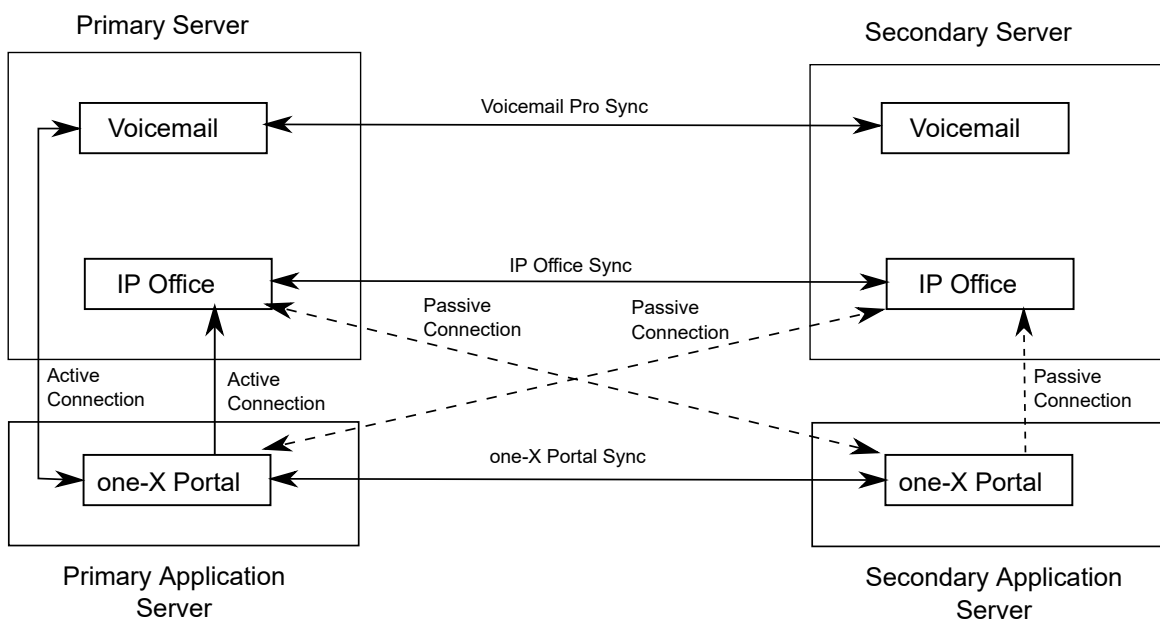 Primary Server
Secondary Server
Voicemail
Voicemail Pro Sync
Voicemail
IP Office
IP Office Sync
IP Office
Passive
Connection
Passive
Connection
Active
Connection
Active
Connection
Passive
Connection
one-X Portal
one-X Portal Sync
one-X Portal
Primary Application
Server
Secondary Application
Server